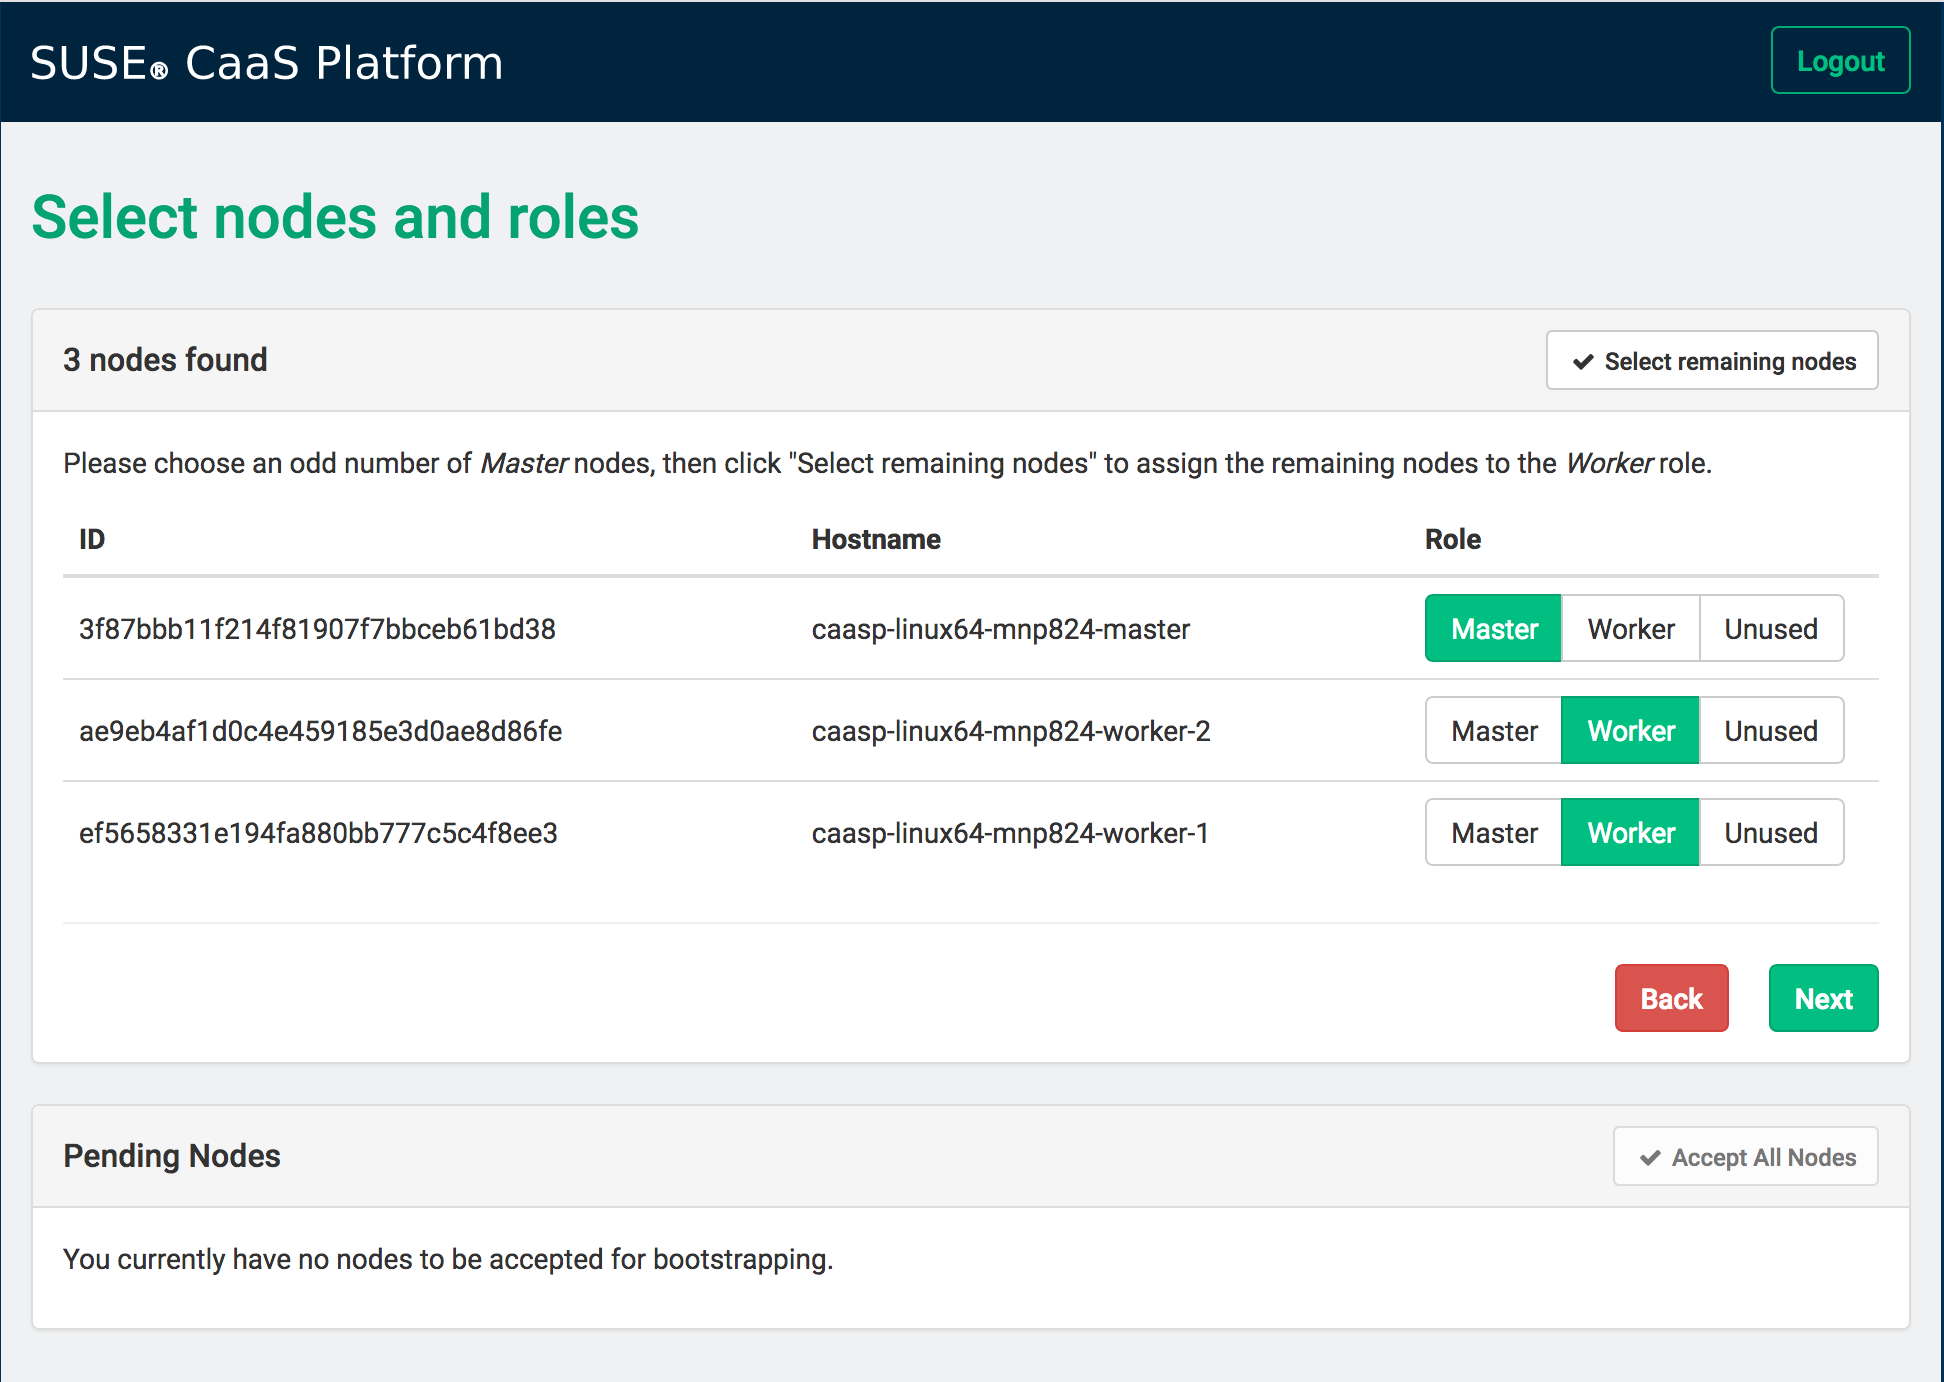 SUSE® CaaS Platform
Logout
Select nodes and roles
3 nodes found
Select remaining nodes
Please choose an odd number of Master nodes, then click "Select remaining nodes" to assign the remaining nodes to the Worker role.
ID Hostname Role
3f87bbb11f214f81907f7bbceb61bd38 caasp-linux64-mnp824-master Master Worker Unused
ae9eb4af1d0c4e459185e3d0ae8d86fe caasp-linux64-mnp824-worker-2 Master Worker Unused
ef5658331e194fa880bb777c5c4f8ee3 caasp-linux64-mnp824-worker-1 Master Worker Unused
Back Next
Pending Nodes
Accept All Nodes
You currently have no nodes to be accepted for bootstrapping.